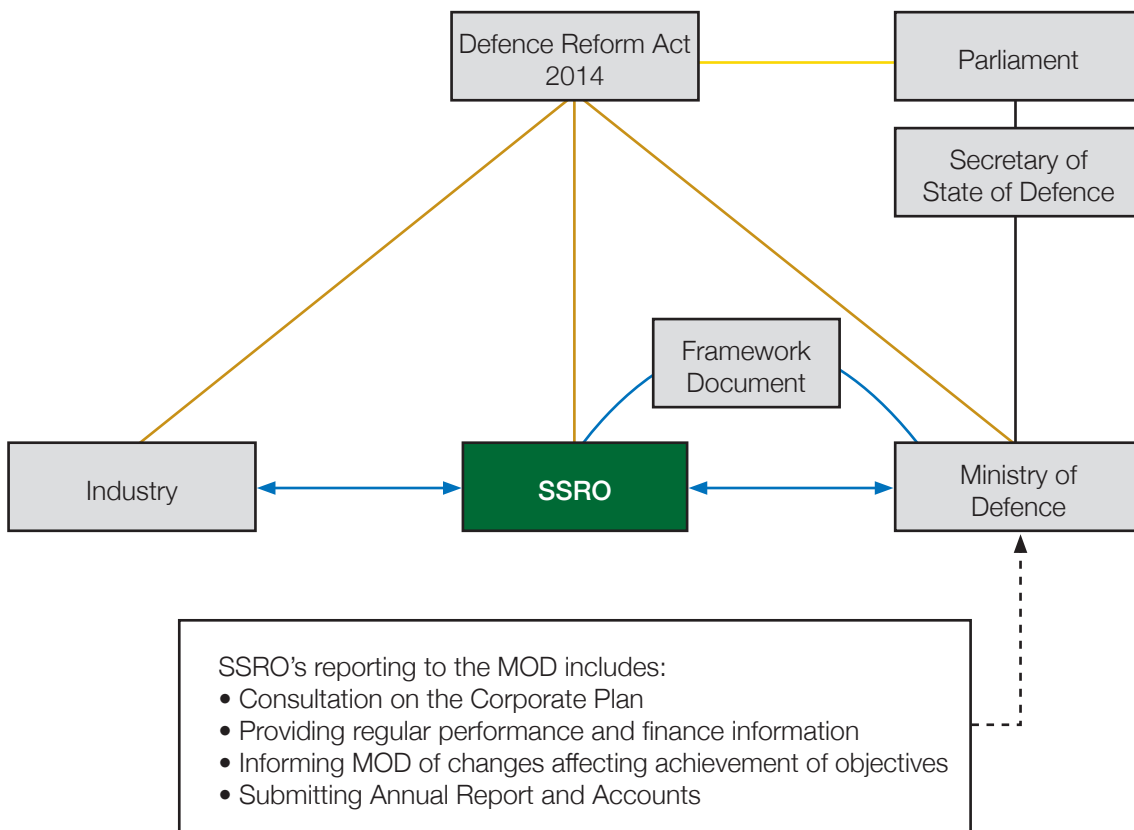 Defence Reform Act
2014
Parliament
Secretary of
State of Defence
Framework
Document
Industry
SSRO
Ministry of
Defence
SSRO's reporting to the MOD includes:
• Consultation on the Corporate Plan
• Providing regular performance and finance information
• Informing MOD of changes affecting achievement of objectives
• Submitting Annual Report and Accounts